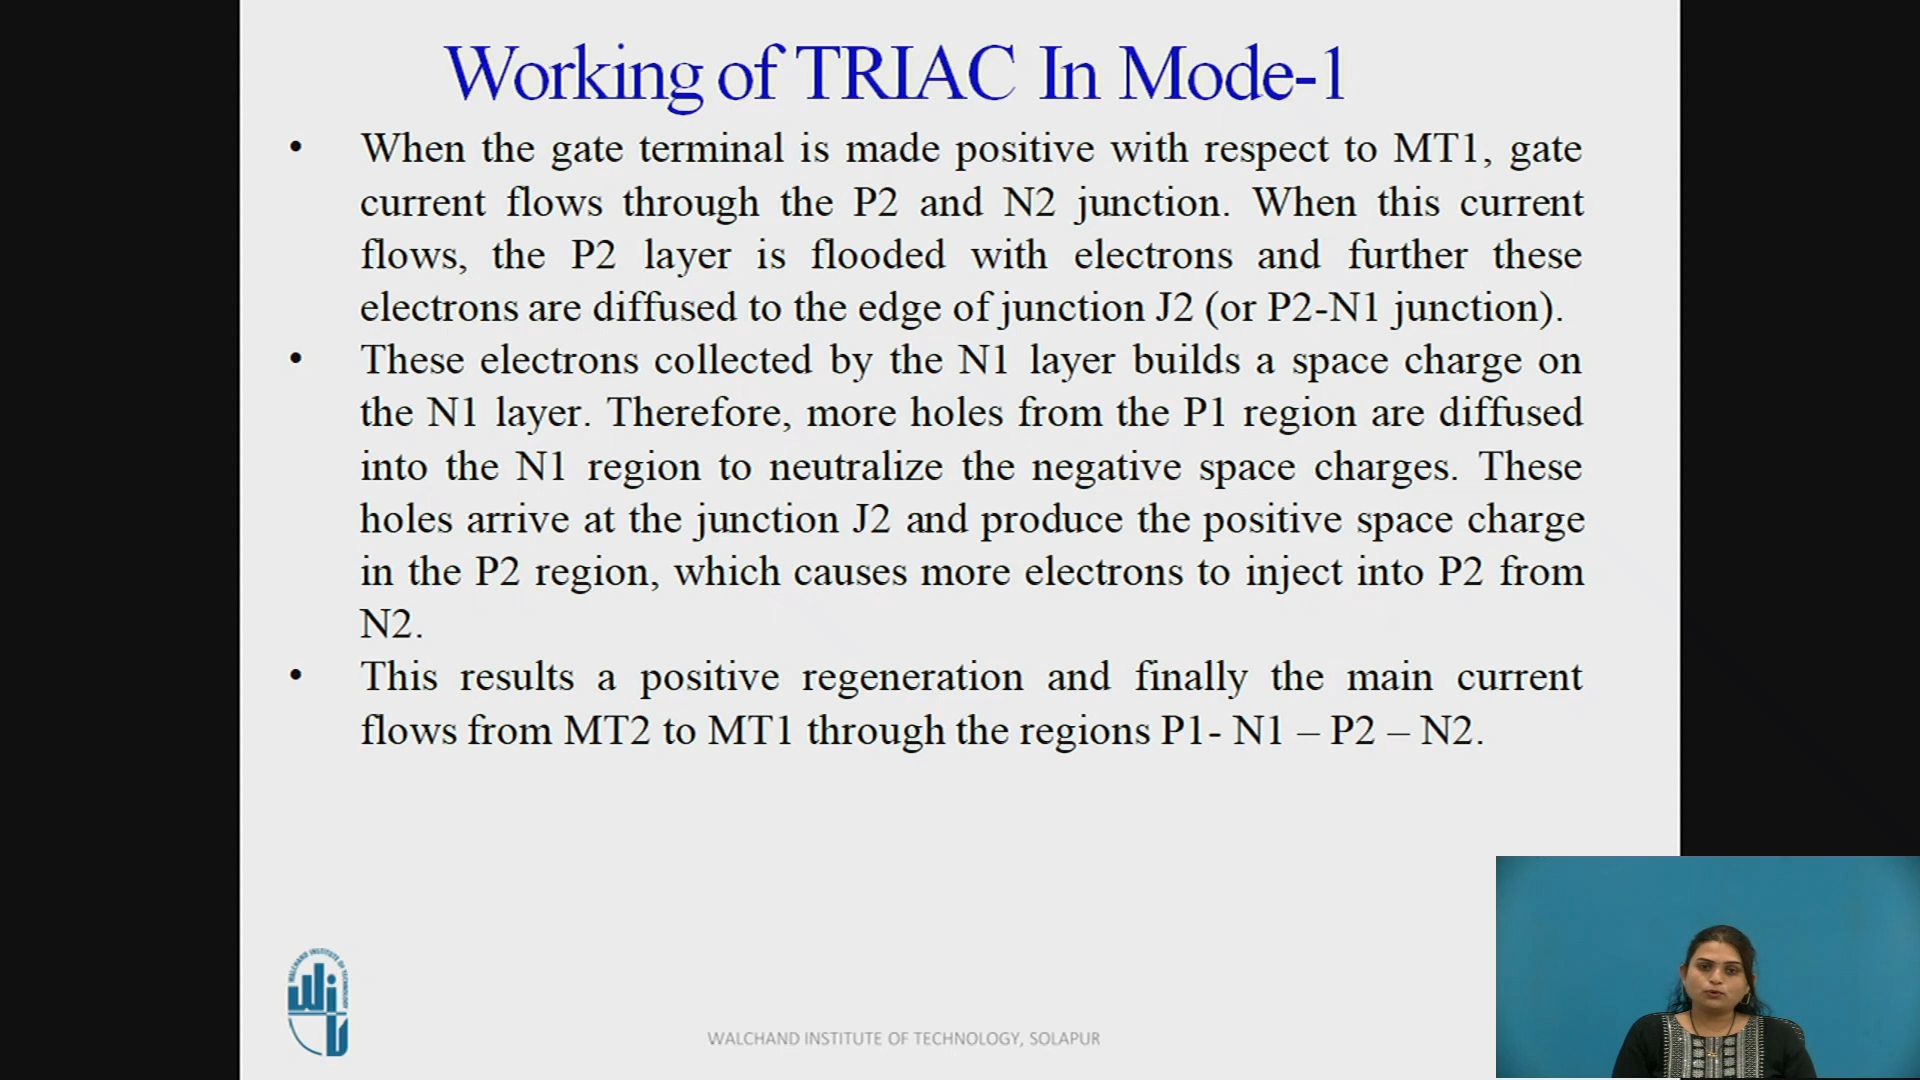 Working of TRIAC In Mode-1
• When the gate terminal is made positive with respect to MT1, gate
current flows through the P2 and N2 junction. When this current
flows, the P2 layer is flooded with electrons and further these
electrons are diffused to the edge of junction J2 (or P2-N1 junction).
• These electrons collected by the N1 layer builds a space charge on
the N1 layer. Therefore, more holes from the P1 region are diffused
into the N1 region to neutralize the negative space charges. These
holes arrive at the junction J2 and produce the positive space charge
in the P2 region, which causes more electrons to inject into P2 from
N2.
• This results a positive regeneration and finally the main current
flows from MT2 to MT1 through the regions P1- N1 – P2 – N2.
WALCHAND INSTITUTE OF TECHNOLOGY
WALCHAND INSTITUTE OF TECHNOLOGY, SOLAPUR